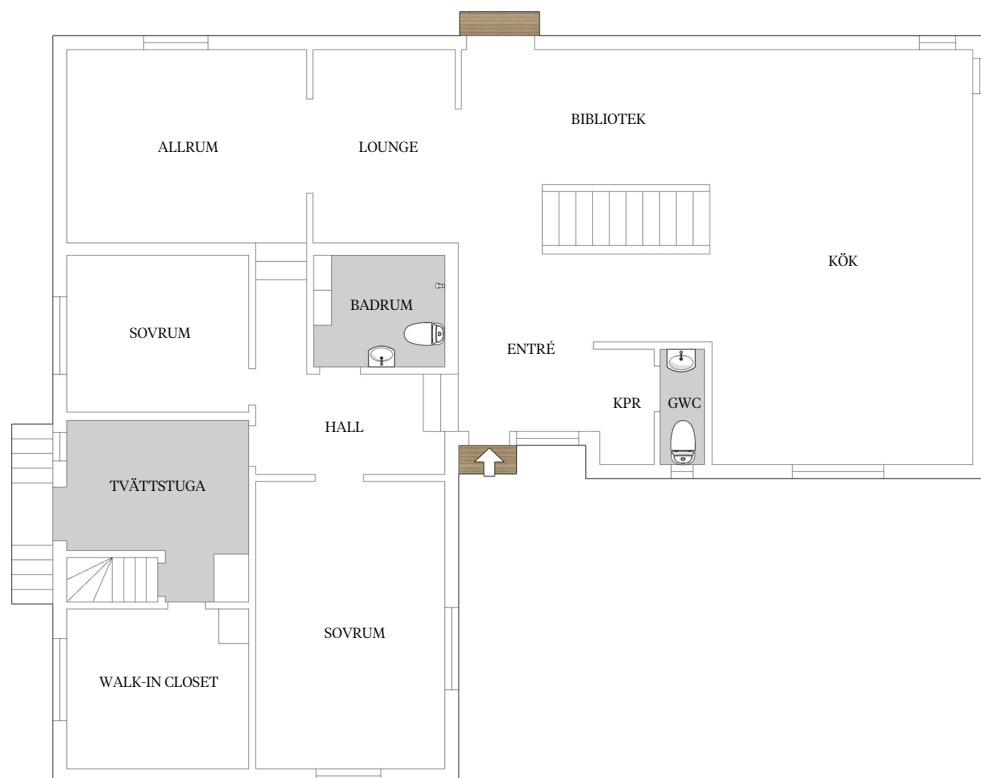 BIBLIOTEK
ALLRUM
LOUNGE
KÖK
BADRUM
SOVRUM
ENTRÉ
KPR
GWC
HALL
TVÄTTSTUGA
SOVRUM
WALK-IN CLOSET